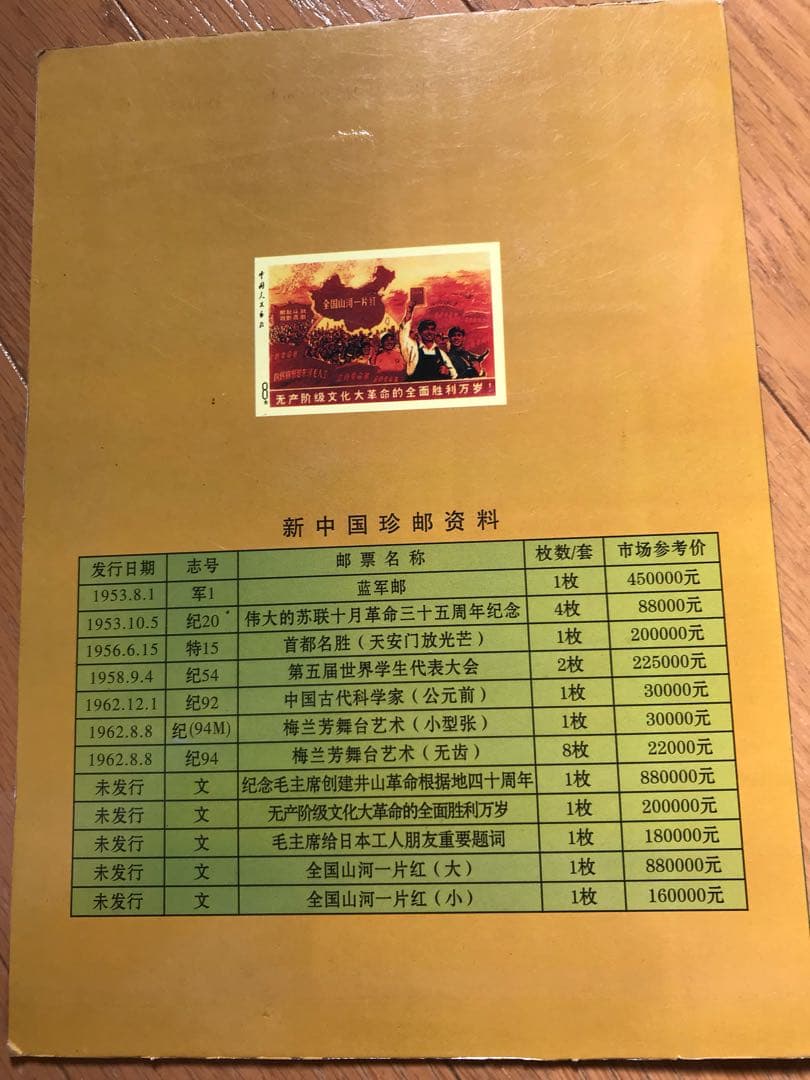 中国人民邮政
全国山河一片红
8分
无产阶级文化大革命的全面胜利万岁！
新中国珍邮资料
发行日期 志号 邮票名称 枚数/套 市场参考价
1953.8.1 军1 蓝军邮 1枚 450000元
1953.10.5 纪20 伟大的苏联十月革命三十五周年纪念 4枚 88000元
1956.6.15 特15 首都名胜（天安门放光芒） 1枚 200000元
1958.9.4 纪54 第五届世界学生代表大会 2枚 225000元
1962.12.1 纪92 中国古代科学家（公元前） 1枚 30000元
1962.8.8 纪(94M) 梅兰芳舞台艺术（小型张） 1枚 30000元
1962.8.8 纪94 梅兰芳舞台艺术（无齿） 8枚 22000元
未发行 文 纪念毛主席创建井山革命根据地四十周年 1枚 880000元
未发行 文 无产阶级文化大革命的全面胜利万岁 1枚 200000元
未发行 文 毛主席给日本工人朋友重要题词 1枚 180000元
未发行 文 全国山河一片红（大） 1枚 880000元
未发行 文 全国山河一片红（小） 1枚 160000元